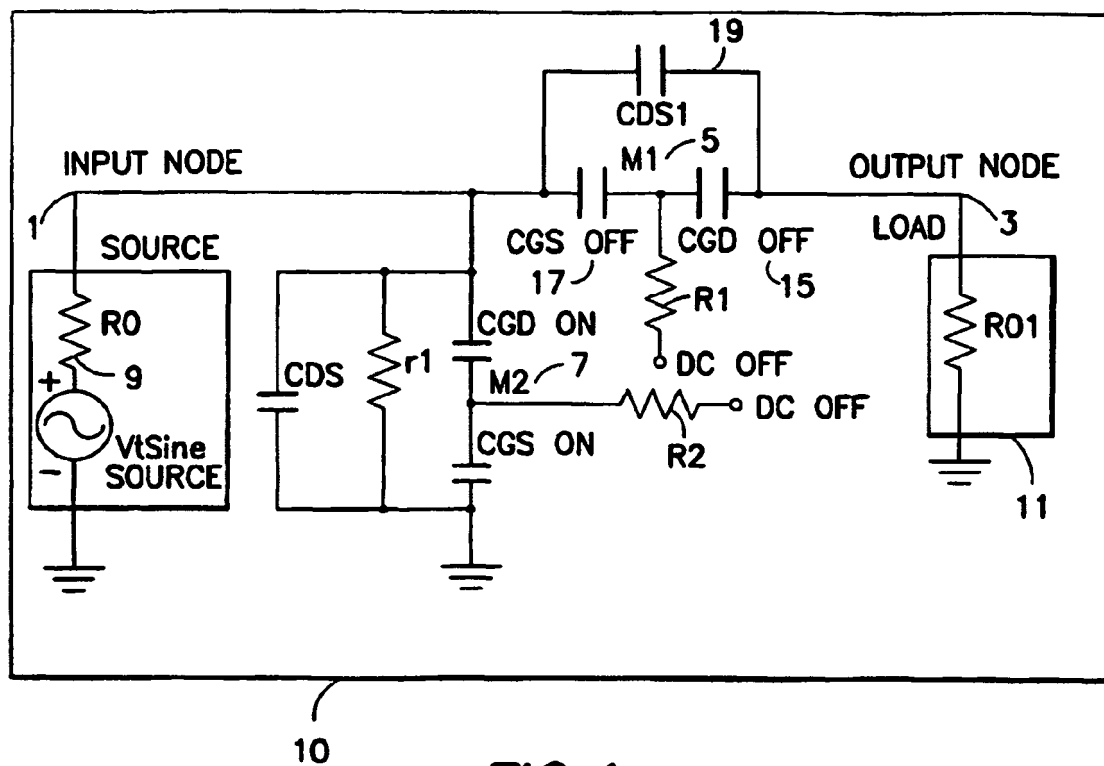 19
CDS1
M1 5
INPUT NODE
OUTPUT NODE
1
3
SOURCE
LOAD
CGS OFF
CGD OFF
17
15
R0
R1
R01
CGD ON
9
+
CDS
r1
M2 7
DC OFF
DC OFF
VtSine
SOURCE
-
CGS ON
R2
11
10